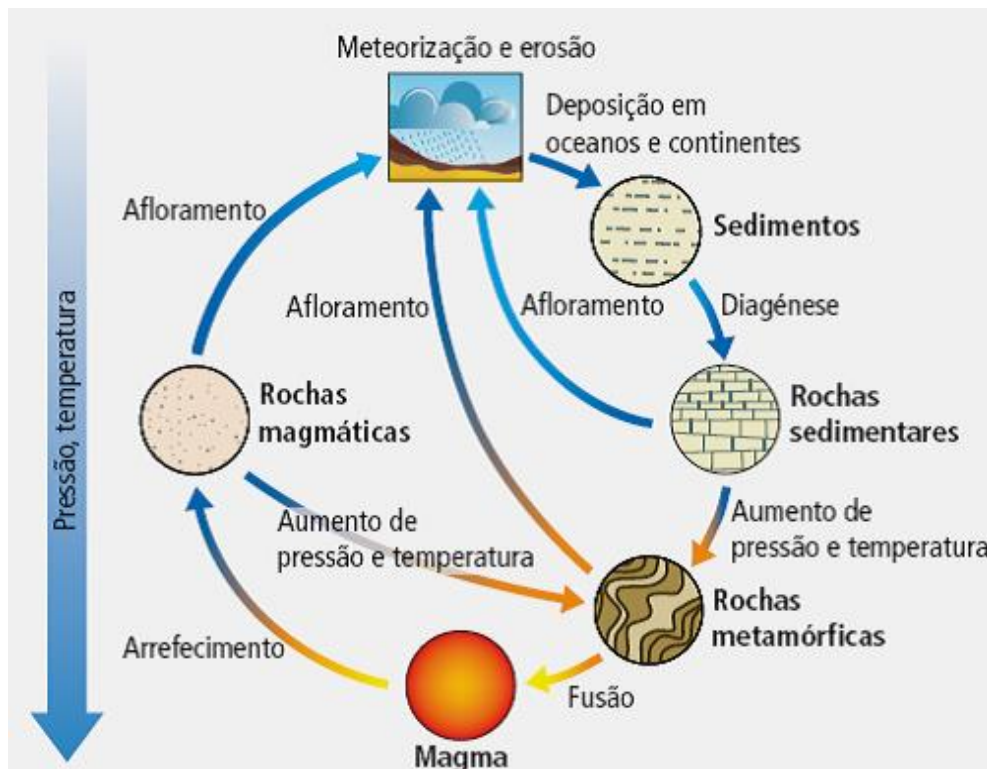 Meteorização e erosão
Deposição em
oceanos e continentes
Afloramento
Sedimentos
Afloramento
Afloramento
Diagénese
Pressão, temperatura
Rochas
magmáticas
Rochas
sedimentares
Aumento de
pressão e temperatura
Aumento de
pressão e temperatura
Rochas
metamórficas
Arrefecimento
Fusão
Magma